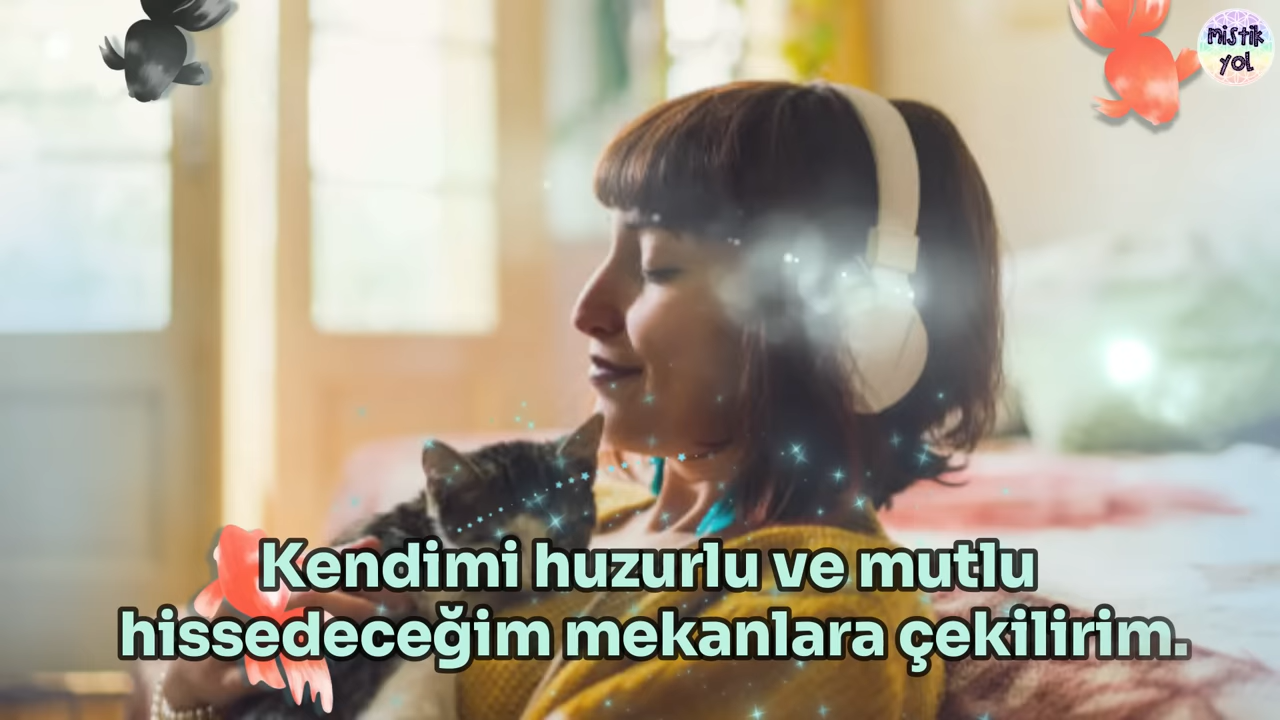 mistik
yol
Kendimi huzurlu ve mutlu
hissedeceğim mekanlara çekilirim.